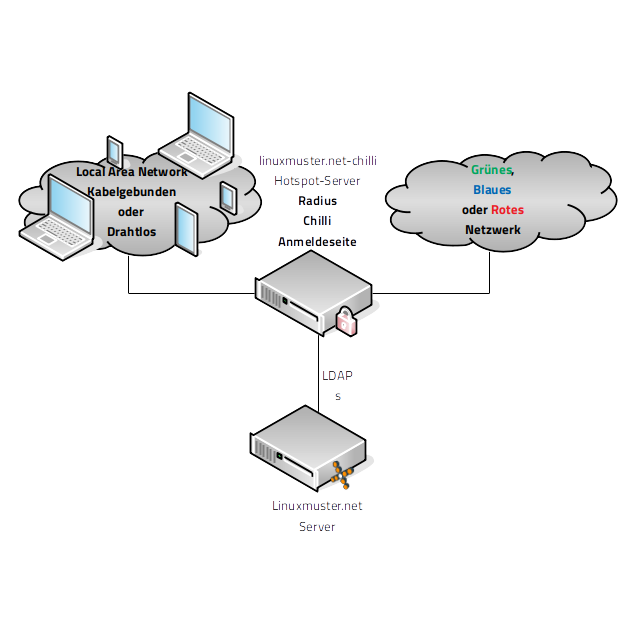 Local Area Network
Kabelgebunden
oder
Drahtlos
linuxmuster.net-chilli
Hotspot-Server
Radius
Chilli
Anmeldeseite
Grünes,
Blaues
oder Rotes
Netzwerk
LDAP
s
Linuxmuster.net
Server